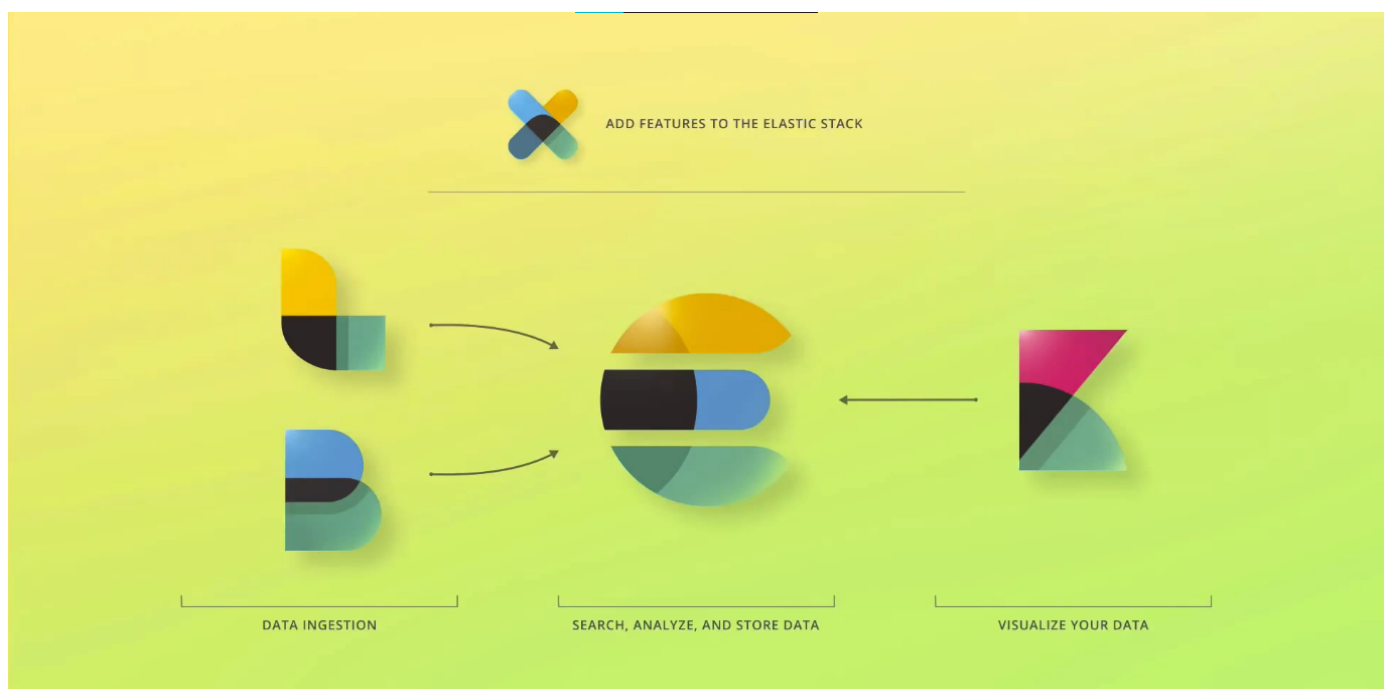 ADD FEATURES TO THE ELASTIC STACK
DATA INGESTION
SEARCH, ANALYZE, AND STORE DATA
VISUALIZE YOUR DATA